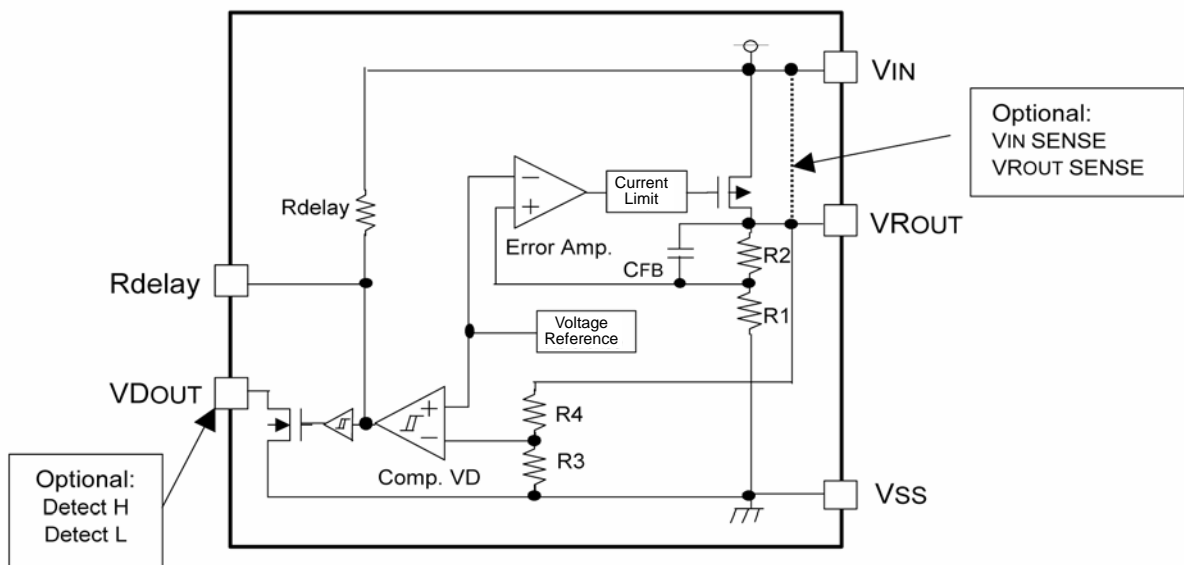 VIN
Optional:
VIN SENSE
VROUT SENSE
Current
Limit
−
+
Rdelay
Error Amp.
VROUT
R2
CFB
Rdelay
R1
Voltage
Reference
VDOUT
R4
+
−
R3
Comp. VD
Optional:
Detect H
Detect L
VSS